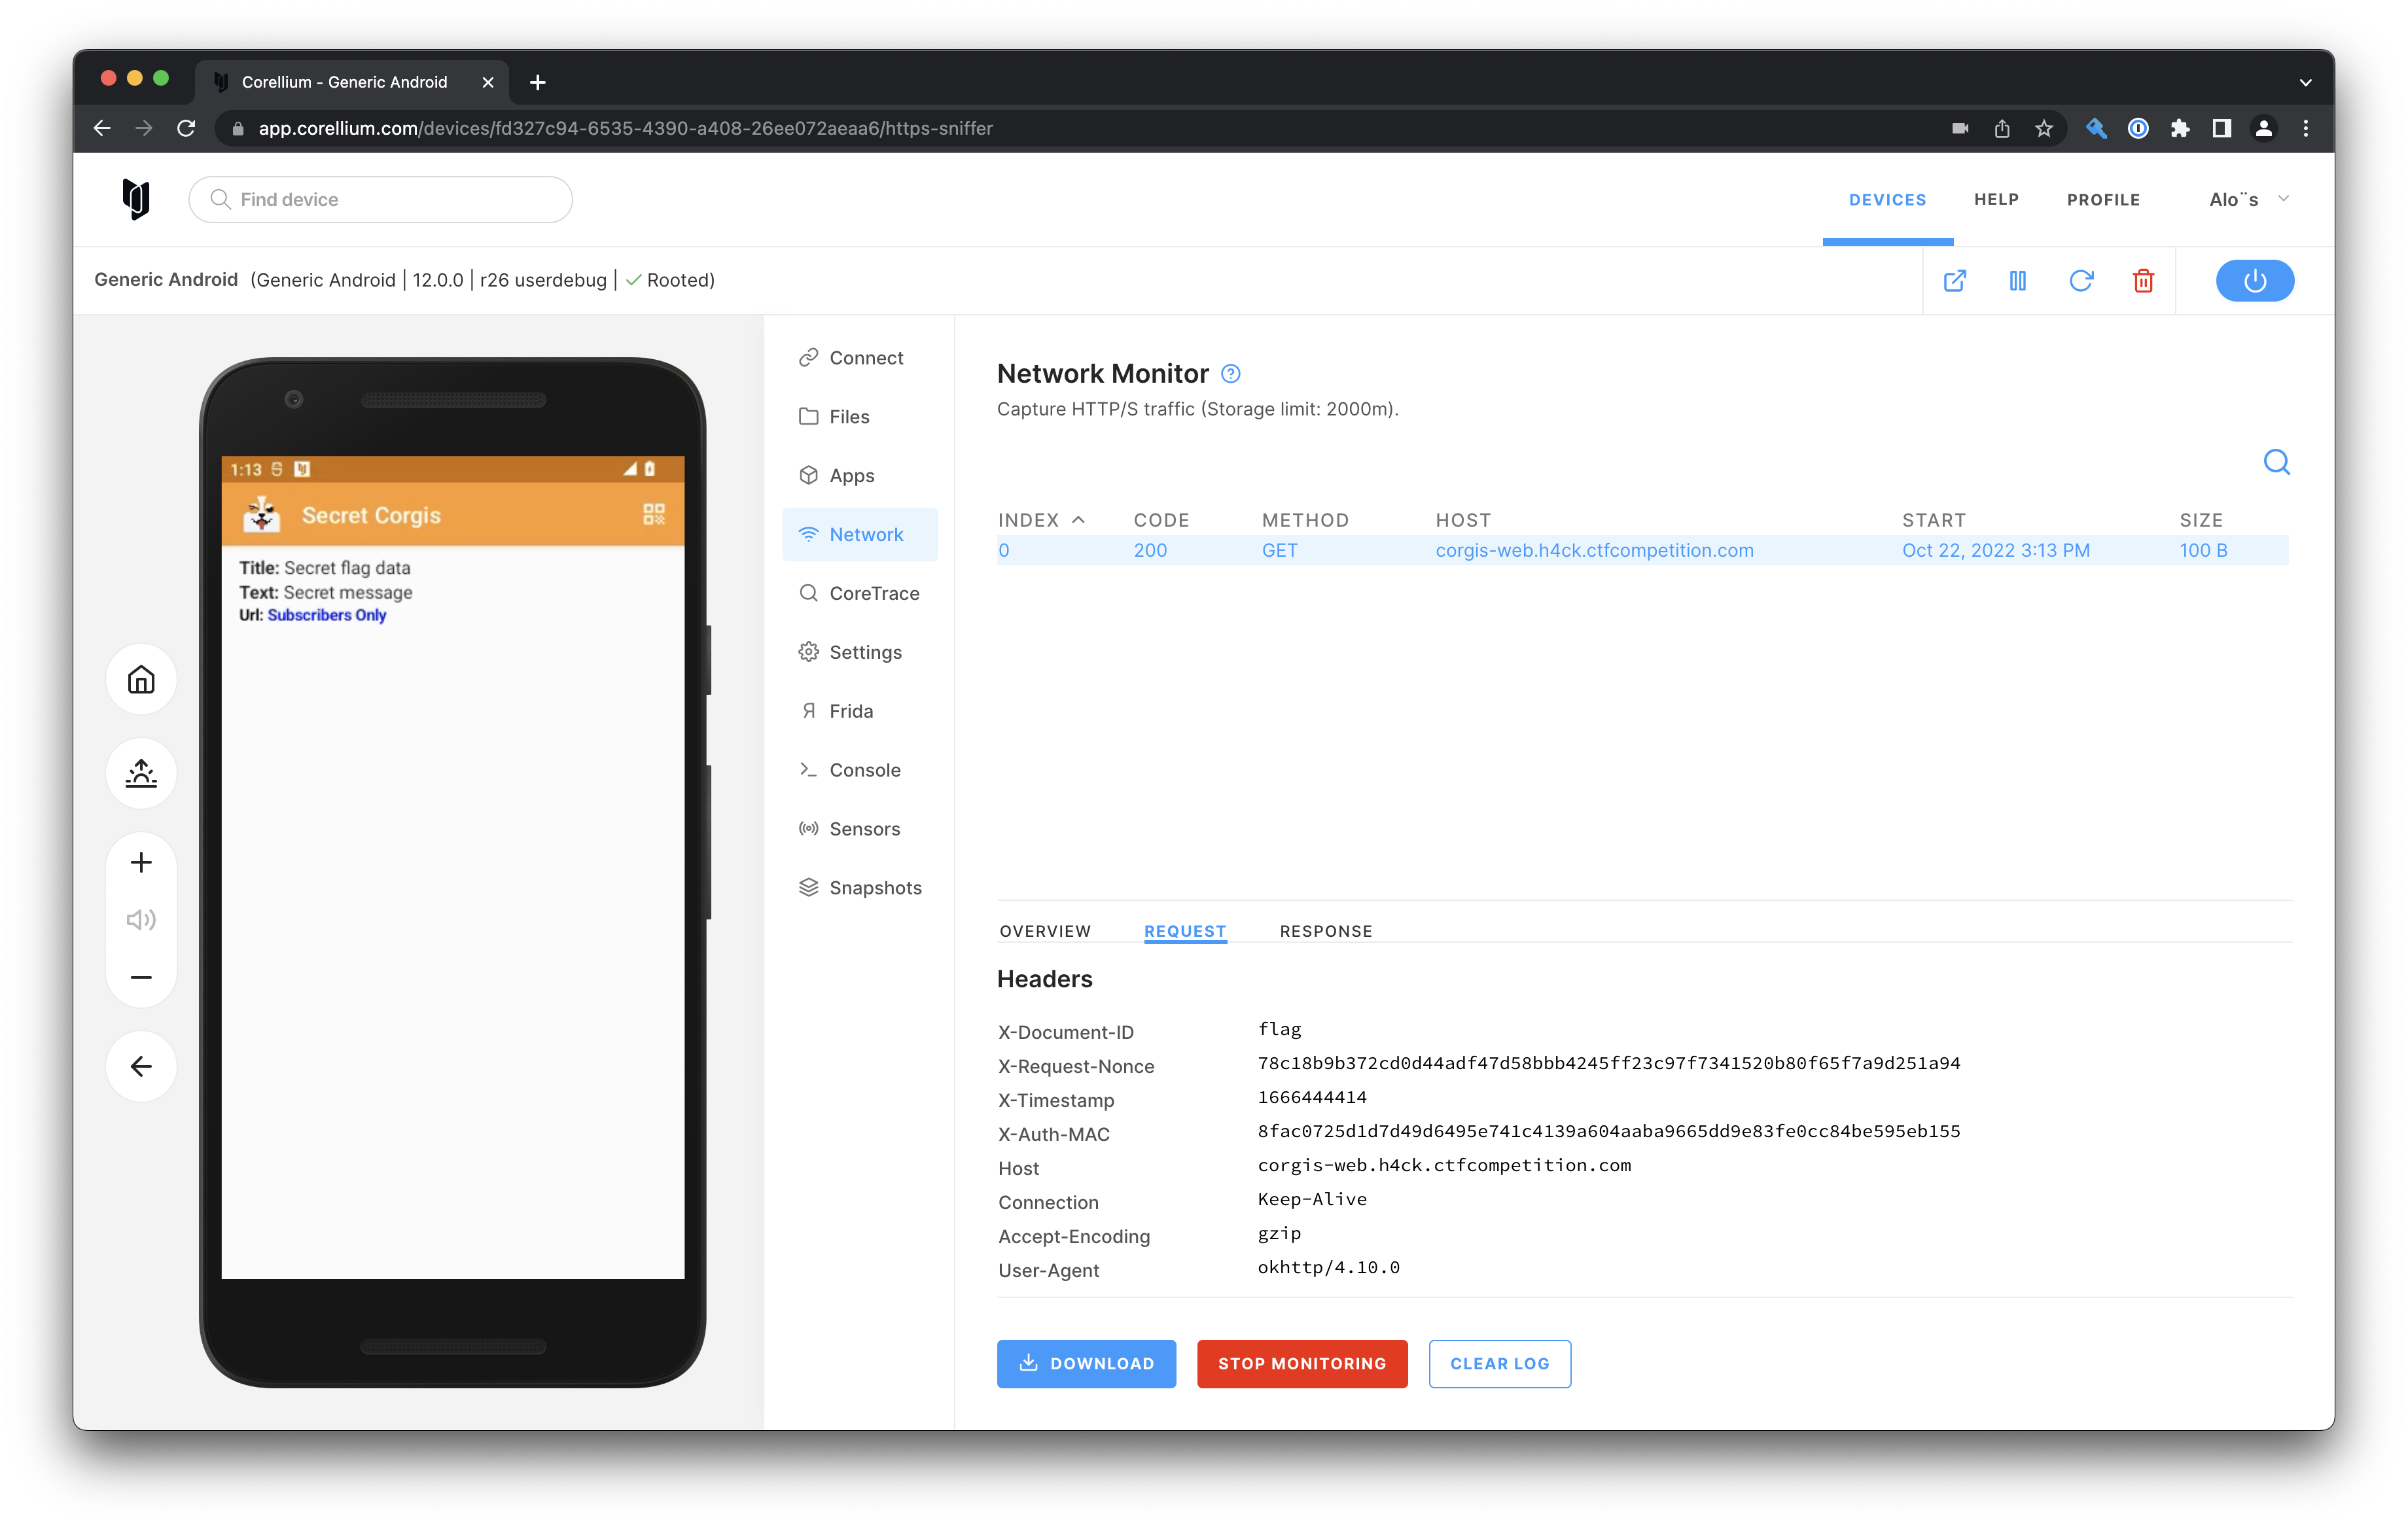 Corellium - Generic Android
app.corellium.com/devices/fd327c94-6535-4390-a408-26ee072aeaa6/https-sniffer
Find device
DEVICES
HELP
PROFILE
Alo¨s
Generic Android (Generic Android | 12.0.0 | r26 userdebug | ✓ Rooted)
1:13
Secret Corgis
Title: Secret flag data
Text: Secret message
Url: Subscribers Only
Connect
Files
Apps
Network
CoreTrace
Settings
Frida
Console
Sensors
Snapshots
Network Monitor ?
Capture HTTP/S traffic (Storage limit: 2000m).
INDEX CODE METHOD HOST START SIZE
0 200 GET corgis-web.h4ck.ctfcompetition.com Oct 22, 2022 3:13 PM 100 B
OVERVIEW REQUEST RESPONSE
Headers
X-Document-ID flag
X-Request-Nonce 78c18b9b372cd0d44adf47d58bbb4245ff23c97f7341520b80f65f7a9d251a94
X-Timestamp 1666444414
X-Auth-MAC 8fac0725d1d7d49d6495e741c4139a604aaba9665dd9e83fe0cc84be595eb155
Host corgis-web.h4ck.ctfcompetition.com
Connection Keep-Alive
Accept-Encoding gzip
User-Agent okhttp/4.10.0
DOWNLOAD STOP MONITORING CLEAR LOG